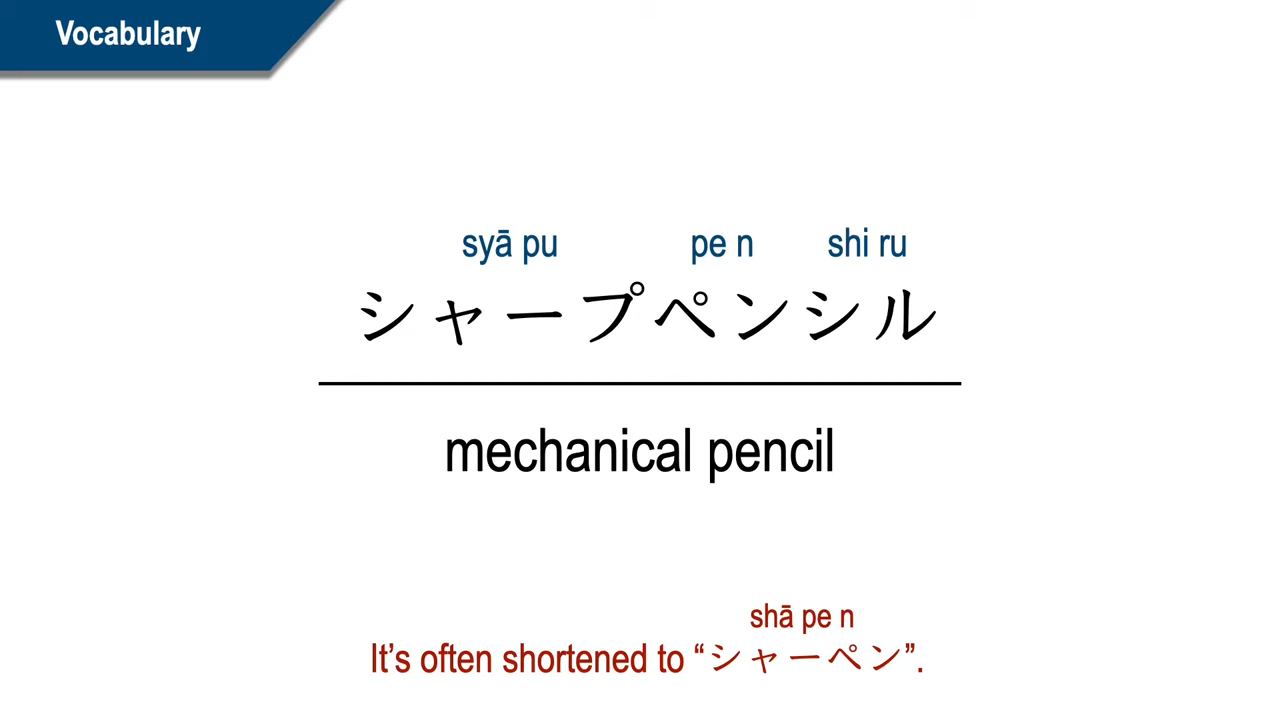 Vocabulary
syā pu pe n shi ru
シャープペンシル
mechanical pencil
shā pe n
It’s often shortened to “シャーペン”.